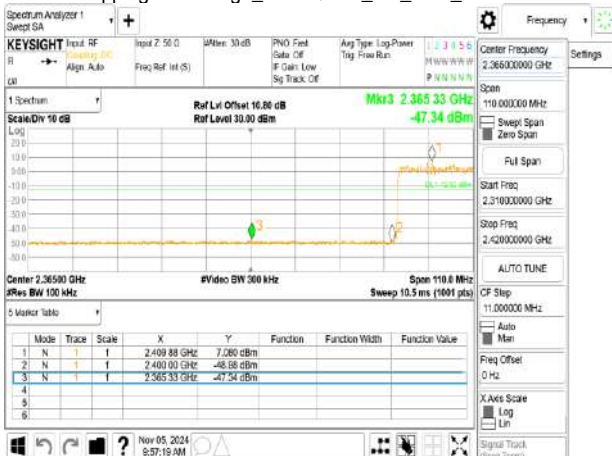 Spectrum Analyzer 1
Swept SA
Frequency
KEYSIGHT
Input: RF
Align: Auto
Input Z: 50 Ω
Freq Ref: Int (S)
#Atten: 30 dB
PNO: Fast
Gate: Off
IF Gain: Low
Sig Track: Off
Avg Type: Log-Power
Trig: Free Run
1 2 3 4 5 6
M W W W W W
P N N N N N
Center Frequency
2.365000000 GHz
Settings
Span
110.000000 MHz
Swept Span
Zero Span
Full Span
Start Freq
2.310000000 GHz
Stop Freq
2.420000000 GHz
AUTO TUNE
CF Step
11.000000 MHz
Auto
Man
Freq Offset
0 Hz
X Axis Scale
Log
Lin
Signal Track
1 Spectrum
Scale/Div 10 dB
Ref Lvl Offset 10.80 dB
Ref Level 30.00 dBm
Mkr3 2.365 33 GHz
-47.34 dBm
Log
1
2
3
Center 2.36500 GHz
#Res BW 100 kHz
#Video BW 300 kHz
Span 110.0 MHz
Sweep 10.5 ms (1001 pts)
5 Marker Table
Mode Trace Scale X Y Function Function Width Function Value
1 N 1 f 2.409 88 GHz 7.080 dBm
2 N 1 f 2.400 00 GHz
3 N 1 f 2.365 33 GHz -47.34 dBm
4
5
6
Nov 05, 2024
9:57:19 AM